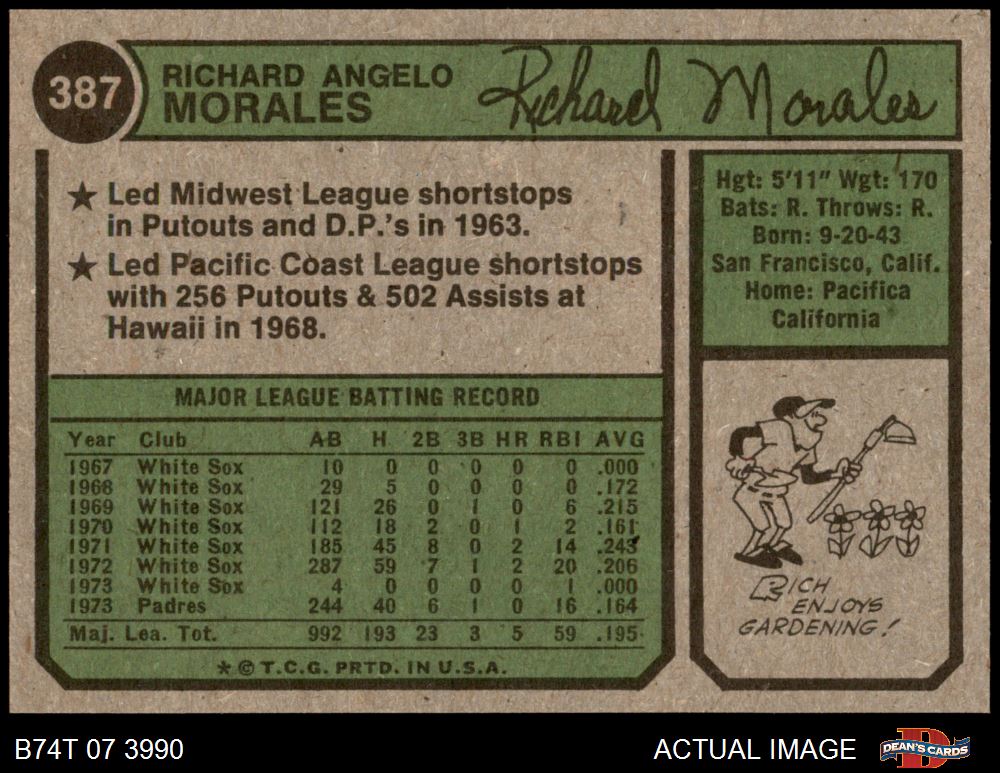 387
RICHARD ANGELO
MORALES
Richard Morales
★ Led Midwest League shortstops
in Putouts and D.P.'s in 1963.
★ Led Pacific Coast League shortstops
with 256 Putouts & 502 Assists at
Hawaii in 1968.
Hgt: 5'11" Wgt: 170
Bats: R. Throws: R.
Born: 9-20-43
San Francisco, Calif.
Home: Pacifica
California
MAJOR LEAGUE BATTING RECORD
Year Club AB H 2B 3B HR RBI AVG
1967 White Sox 10 0 0 0 0 0 .000
1968 White Sox 29 5 0 0 0 0 .172
1969 White Sox 121 26 0 1 0 6 .215
1970 White Sox 112 18 2 0 1 2 .161
1971 White Sox 185 45 8 0 2 14 .243
1972 White Sox 287 59 7 1 2 20 .206
1973 White Sox 4 0 0 0 0 1 .000
1973 Padres 244 40 6 1 0 16 .164
Maj. Lea. Tot. 992 193 23 3 5 59 .195
* © T.C.G. PRTD. IN U.S.A.
RICH
ENJOYS
GARDENING!
B74T 07 3990
ACTUAL IMAGE
DEAN'S CARDS